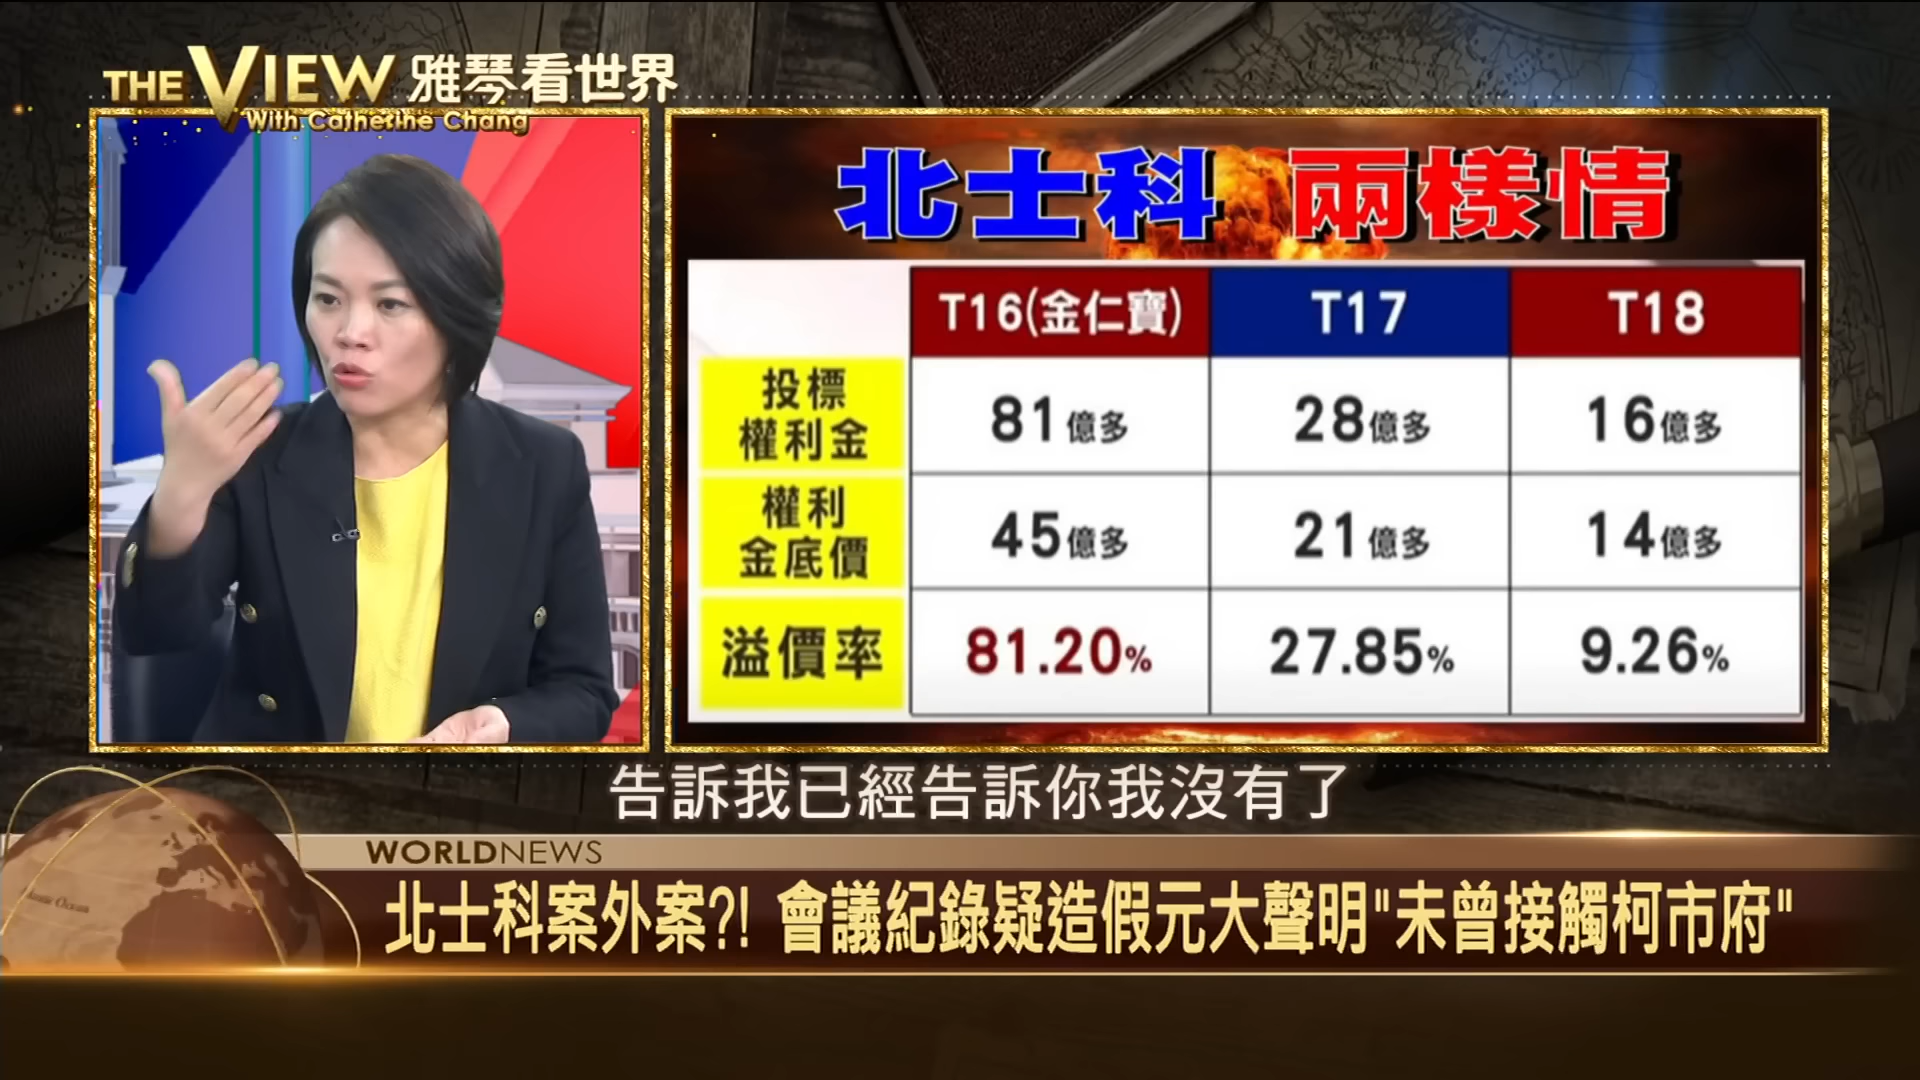 THE VIEW 雅琴看世界
With Catherine Chang
北士科 兩樣情
T16(金仁寶) T17 T18
投標
權利金
81億多 28億多 16億多
權利
金底價
45億多 21億多 14億多
溢價率 81.20% 27.85% 9.26%
告訴我已經告訴你我沒有了
WORLDNEWS
北士科案外案?! 會議紀錄疑造假元大聲明"未曾接觸柯市府"